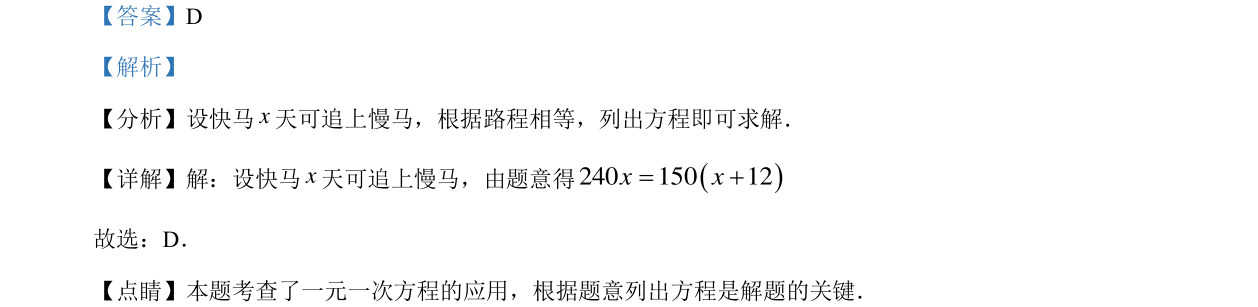 【答案】D
【解析】
【分析】设快马 x 天可追上慢马，根据路程相等，列出方程即可求解．
【详解】解：设快马 x 天可追上慢马，由题意得 240x =150(x+12)
故选：D．
【点睛】本题考查了一元一次方程的应用，根据题意列出方程是解题的关键．